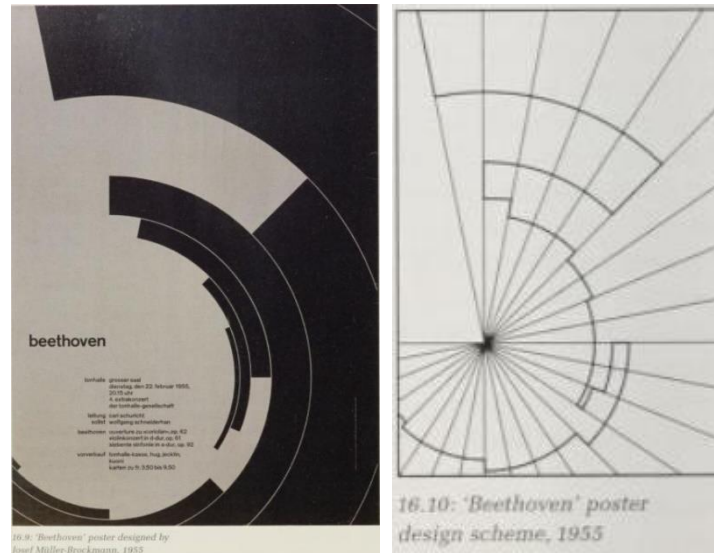 beethoven
tonhalle grosser saal
dienstag, den 22. februar 1955,
20.15 uhr
4. extrakonzert
der tonhalle-gesellschaft
leitung carl schuricht
solist wolfgang schneiderhan
beethoven ouvertüre zu coriolan, op. 62
violinkonzert in d-dur, op. 61
siebente sinfonie in a-dur, op. 92
vorverkauf tonhalle-kasse, hug, jecklin,
kuoni
karten zu fr. 3.50 bis 9.50
16.9: 'Beethoven' poster designed by
Josef Müller-Brockmann, 1955
16.10: 'Beethoven' poster
design scheme, 1955